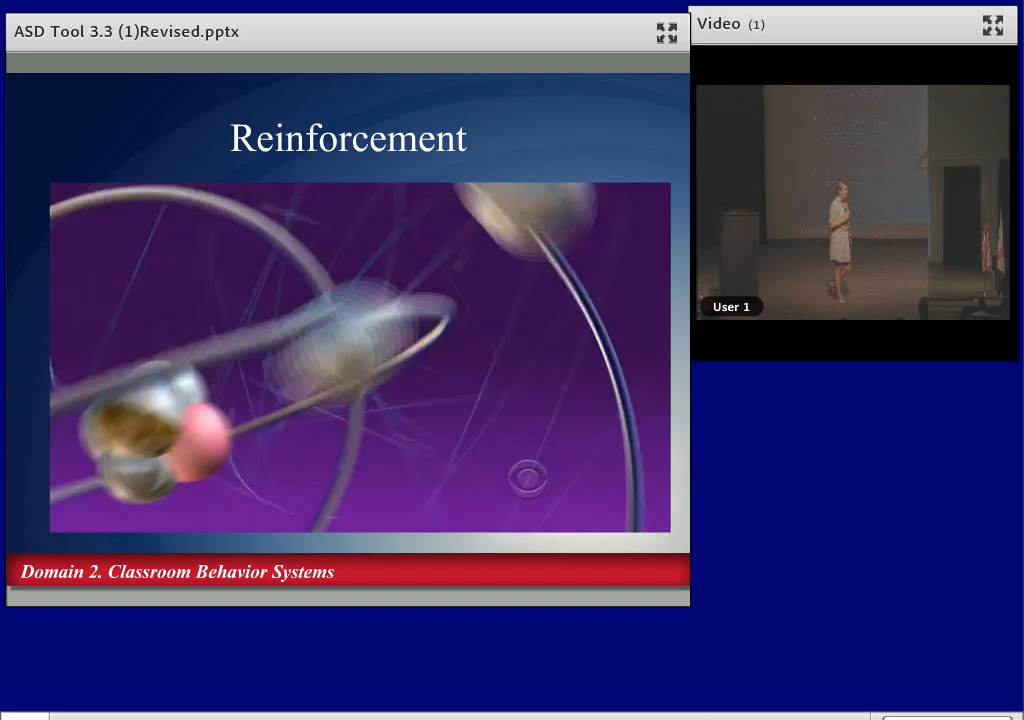 ASD Tool 3.3 (1)Revised.pptx
Video (1)
Reinforcement
User 1
Domain 2. Classroom Behavior Systems